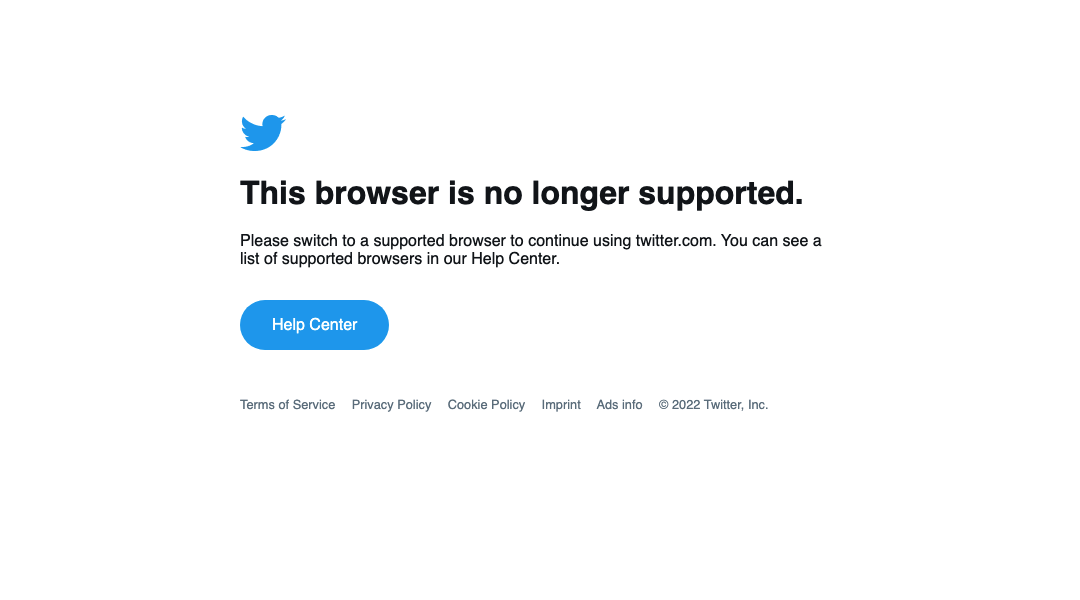 This browser is no longer supported.
Please switch to a supported browser to continue using twitter.com. You can see a
list of supported browsers in our Help Center.
Help Center
Terms of Service Privacy Policy Cookie Policy Imprint Ads info © 2022 Twitter, Inc.